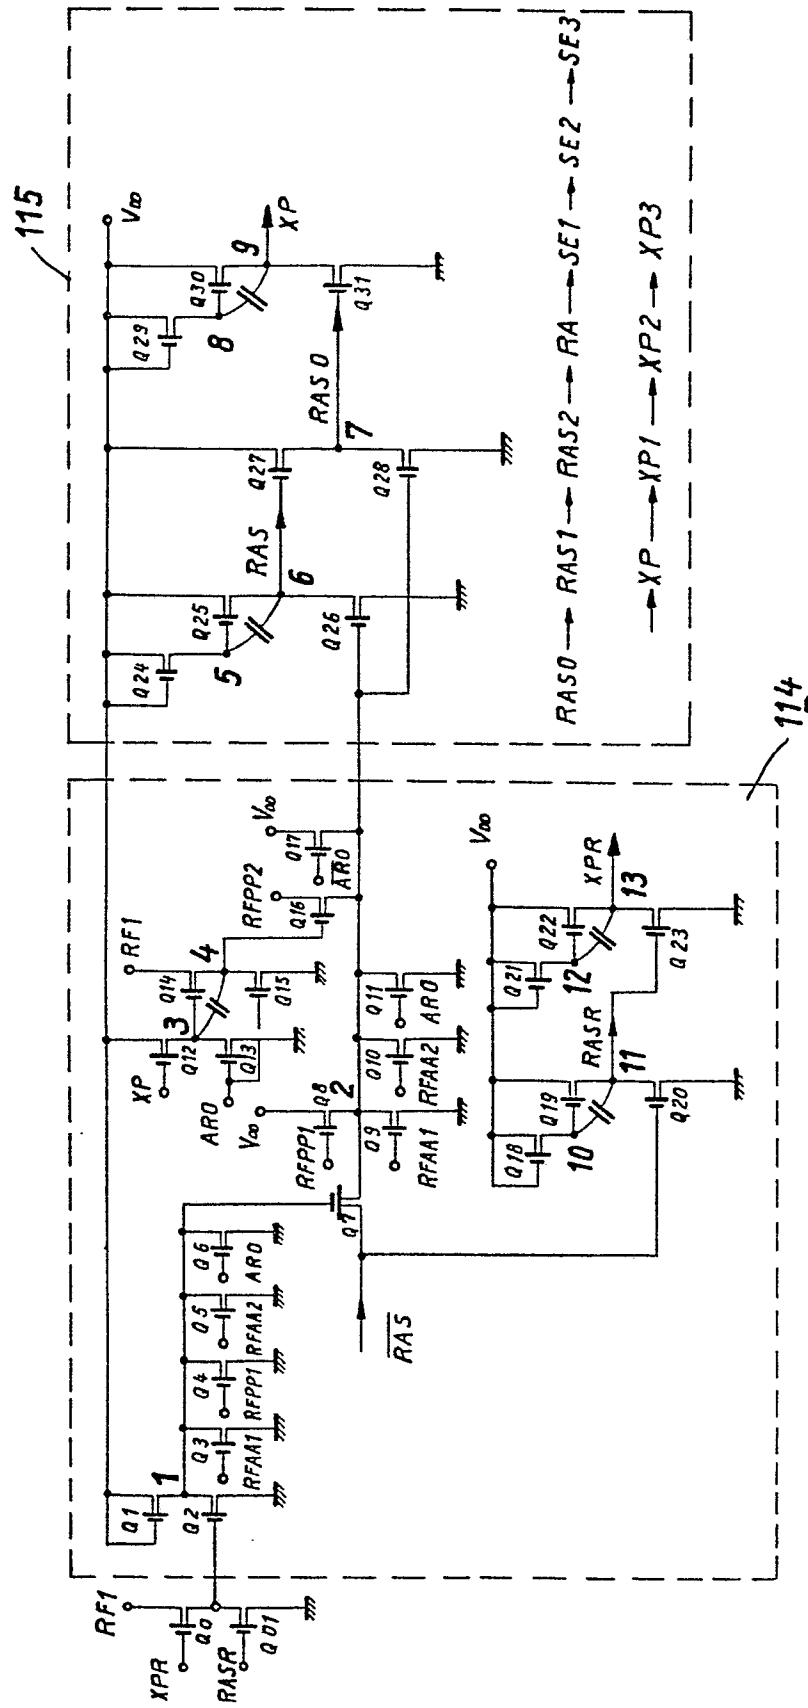 115
VDD
Q29
Q30
8
9
XP
Q31
RAS0
7
Q27
Q28
RAS
6
Q24
Q25
5
Q26
RAS0 → RAS1 → RAS2 → RA → SE1 → SE2 → SE3
→ XP → XP1 → XP2 → XP3
114
VDD
Q17
ARO
RFPP2
Q16
RF1
4
Q14
Q15
3
XP
Q12
Q13
ARO
Q11
ARO
Q10
RFAA2
2
VDD
Q8
RFPP1
Q9
RFAA1
Q7
RAS
VDD
Q21
Q22
12
13
XPR
Q23
RASR
11
Q18
Q19
10
Q20
Q6
ARO
Q5
RFAA2
Q4
RFPP1
Q3
RFAA1
1
Q1
Q2
RF1
XPR
Q0
RASR
Q01